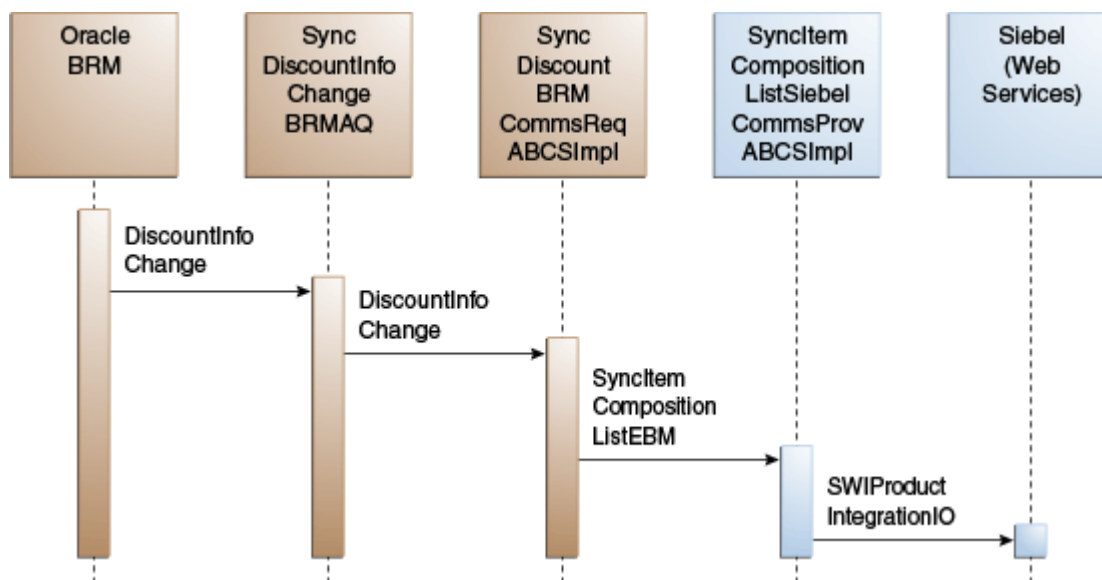 Oracle
BRM
Sync
DiscountInfo
Change
BRMAQ
Sync
Discount
BRM
CommsReq
ABCSImpl
SyncItem
Composition
ListSiebel
CommsProv
ABCSImpl
Siebel
(Web
Services)
DiscountInfo
Change
DiscountInfo
Change
SyncItem
Composition
ListEBM
SWIProduct
IntegrationIO